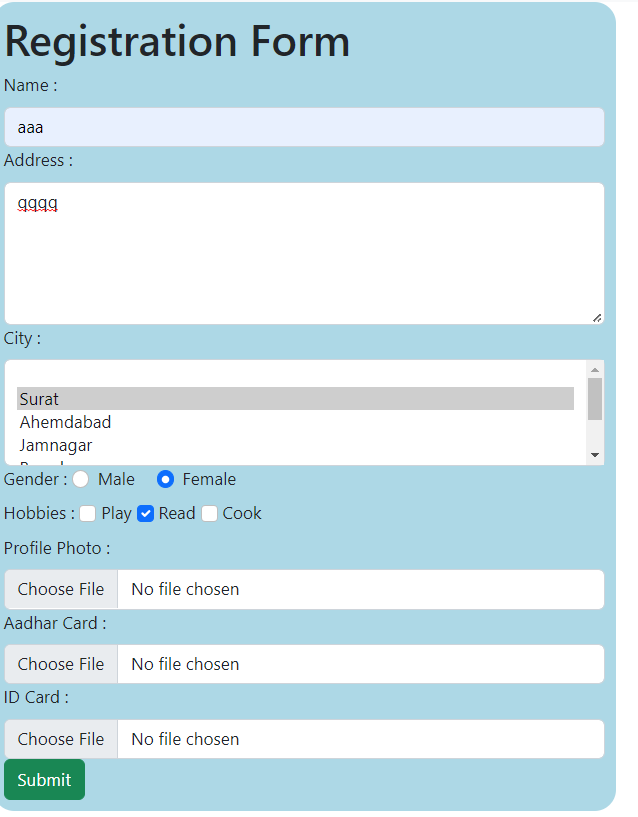 Registration Form
Name :
aaa
Address :
qqqq
City :
Surat
Ahemdabad
Jamnagar
Gender : Male Female
Hobbies : Play Read Cook
Profile Photo :
Choose File No file chosen
Aadhar Card :
Choose File No file chosen
ID Card :
Choose File No file chosen
Submit